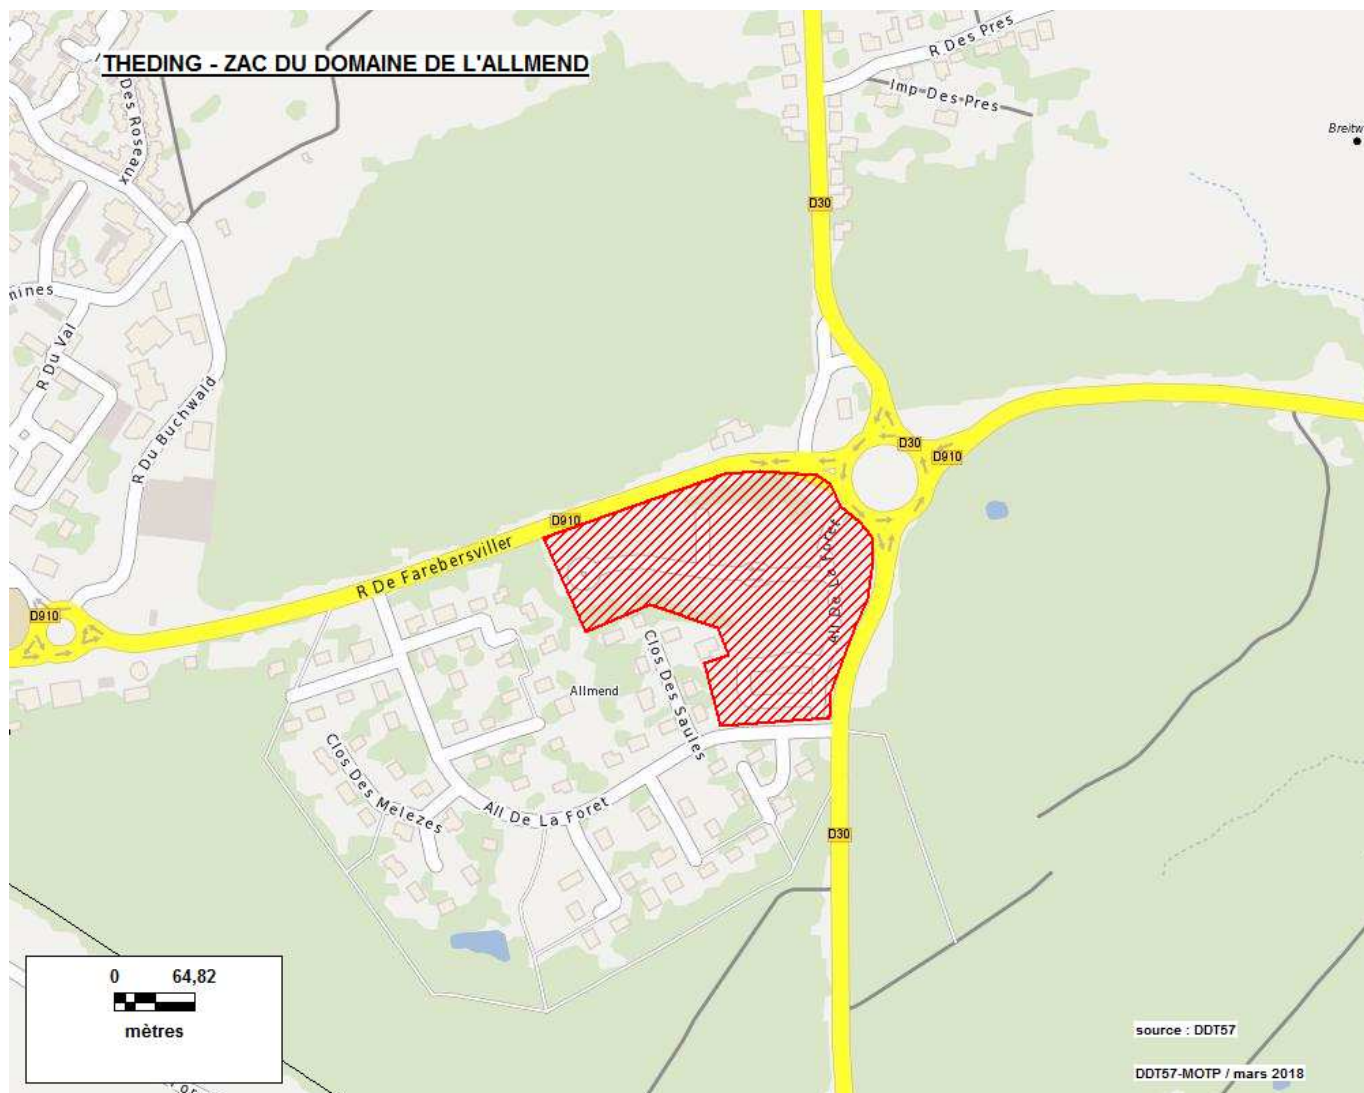 THEDING - ZAC DU DOMAINE DE L'ALLMEND
R Des Pres
Imp Des Pres
Des Roseaux
Breitw
D30
mines
R Du Val
R Du Buchwald
D30
D910
D910
R De Farebersviller
All De La Foret
D910
Clos Des Saules
Allmend
Clos Des Melezes
All De La Foret
D30
0 64,82
mètres
source : DDT57
DDT57-MOTP / mars 2018